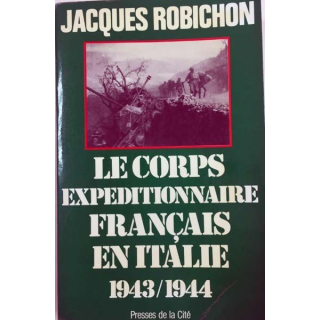 JACQUES ROBICHON
LE CORPS
EXPEDITIONNAIRE
FRANÇAIS
EN ITALIE
1943/1944
Presses de la Cité